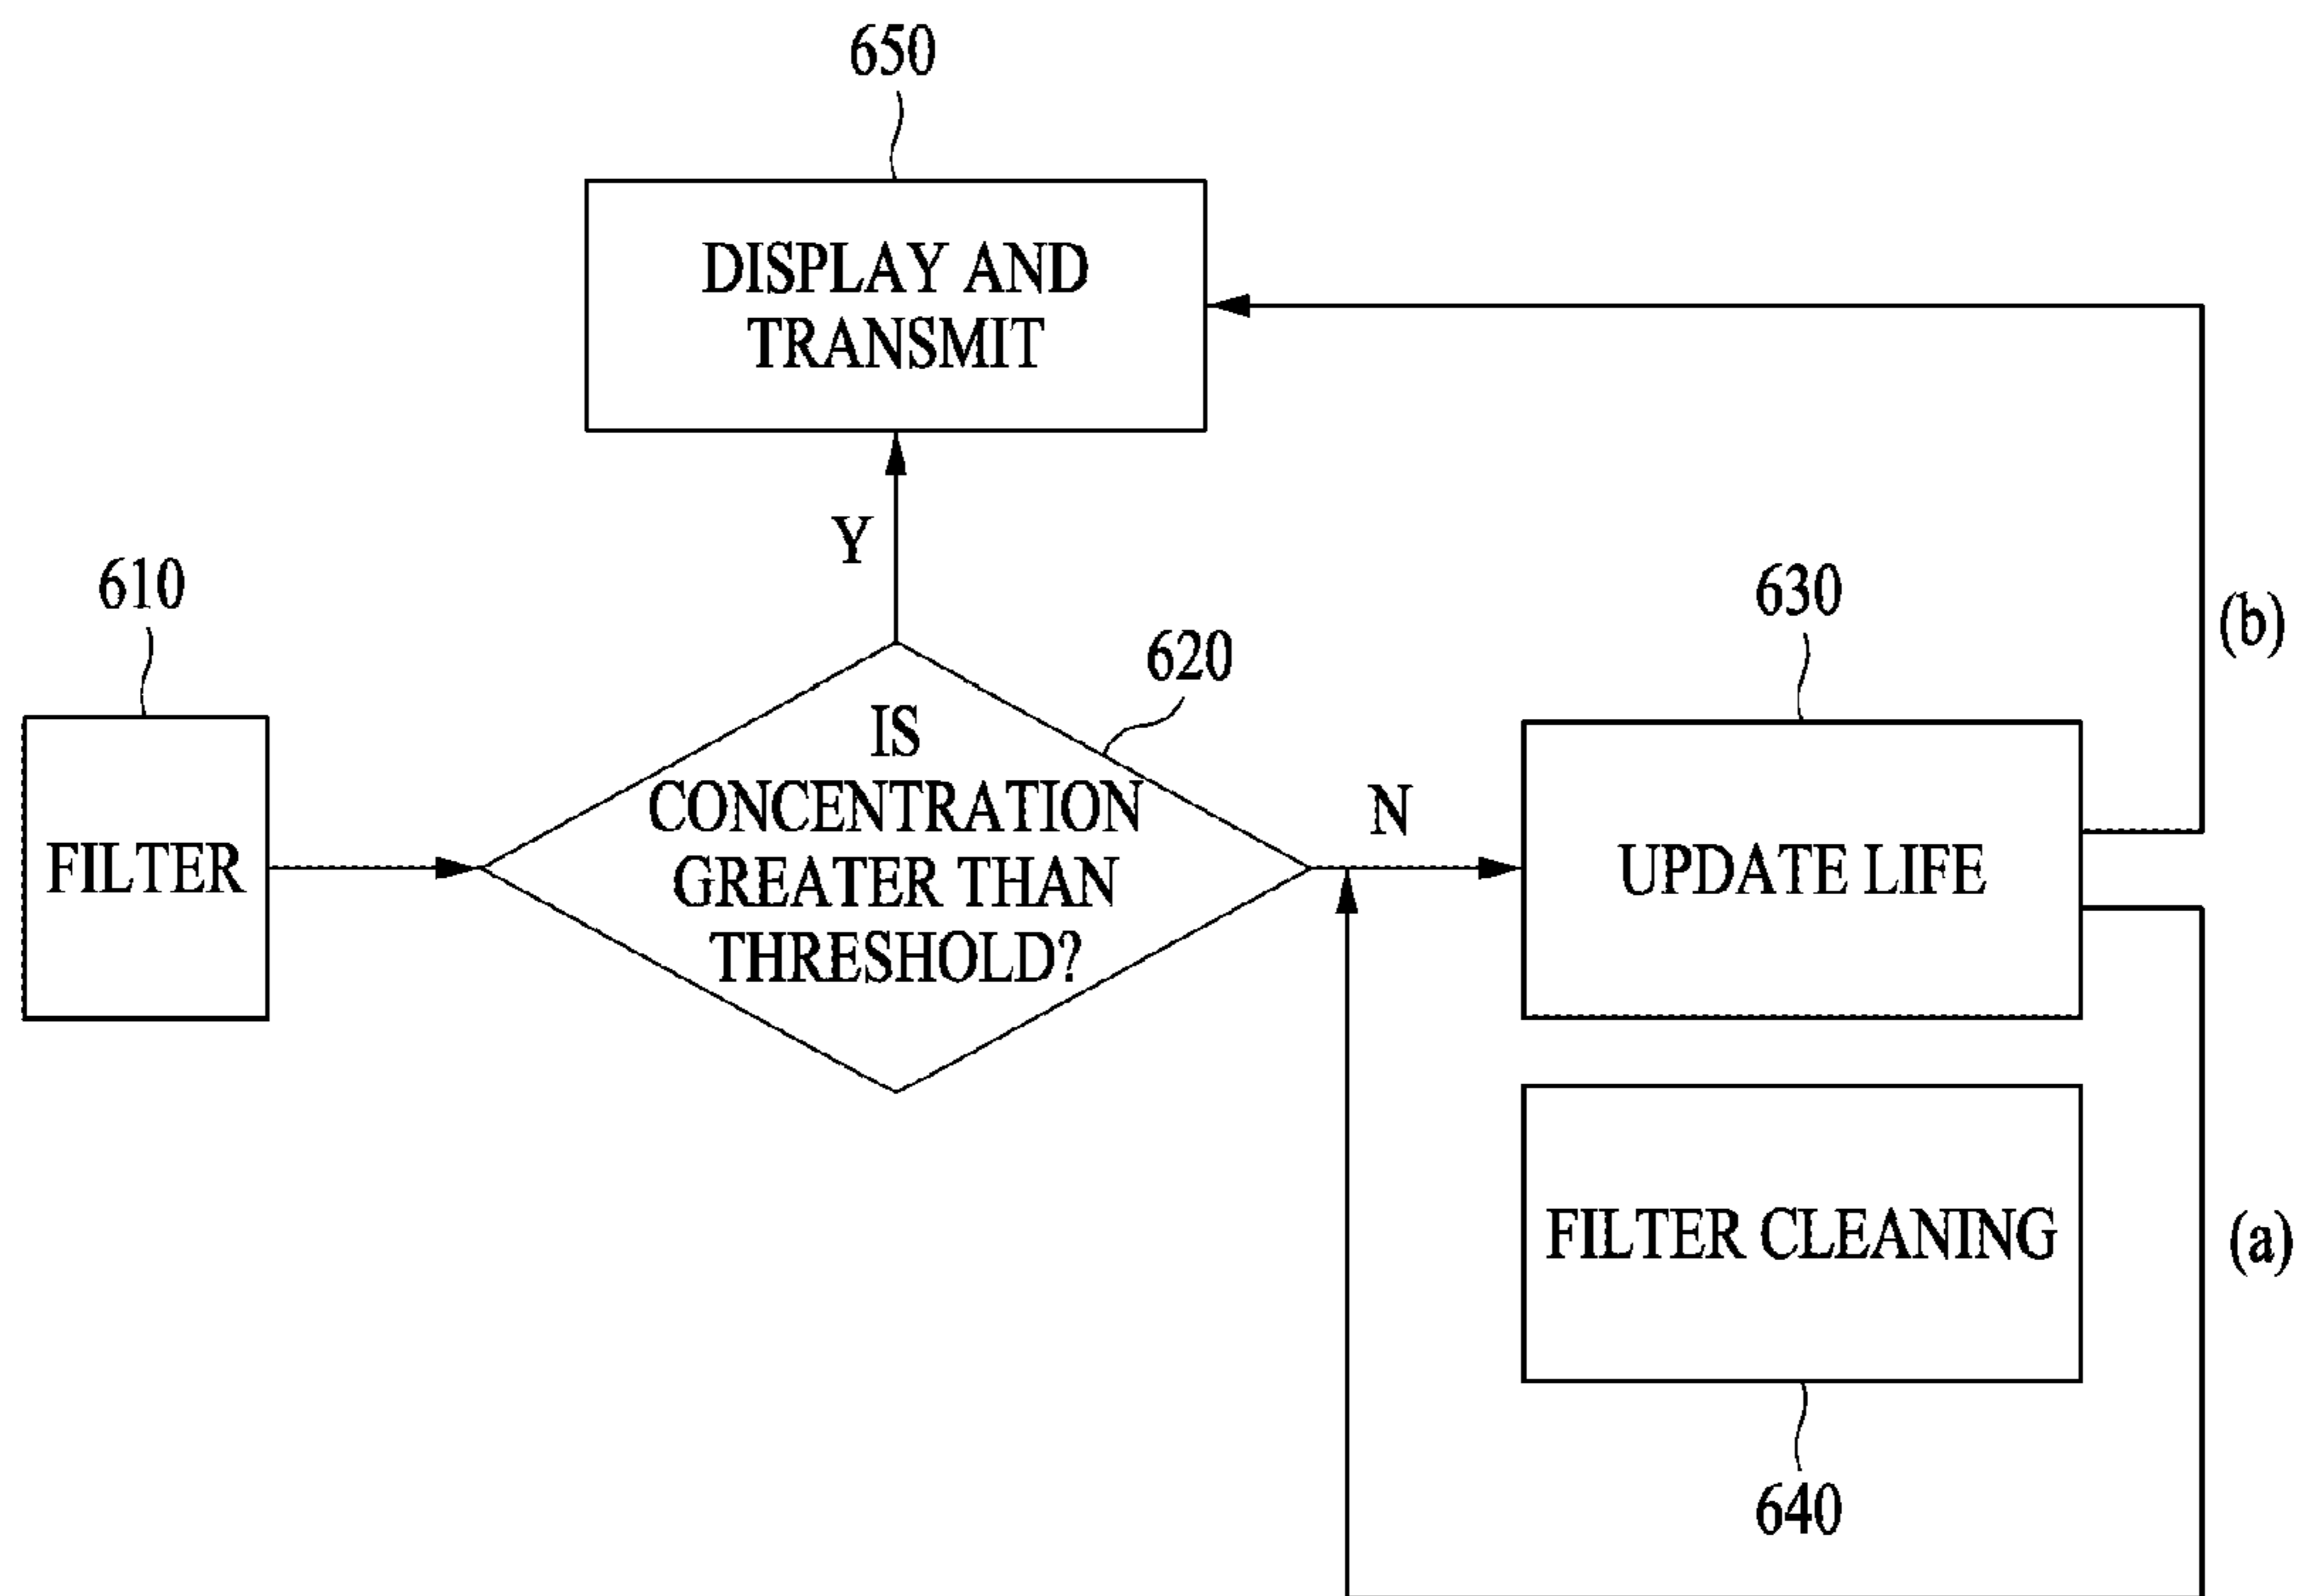 650
DISPLAY AND
TRANSMIT
Y
610
620
630
(b)
IS
CONCENTRATION
GREATER THAN
THRESHOLD?
N
FILTER
UPDATE LIFE
FILTER CLEANING
(a)
640